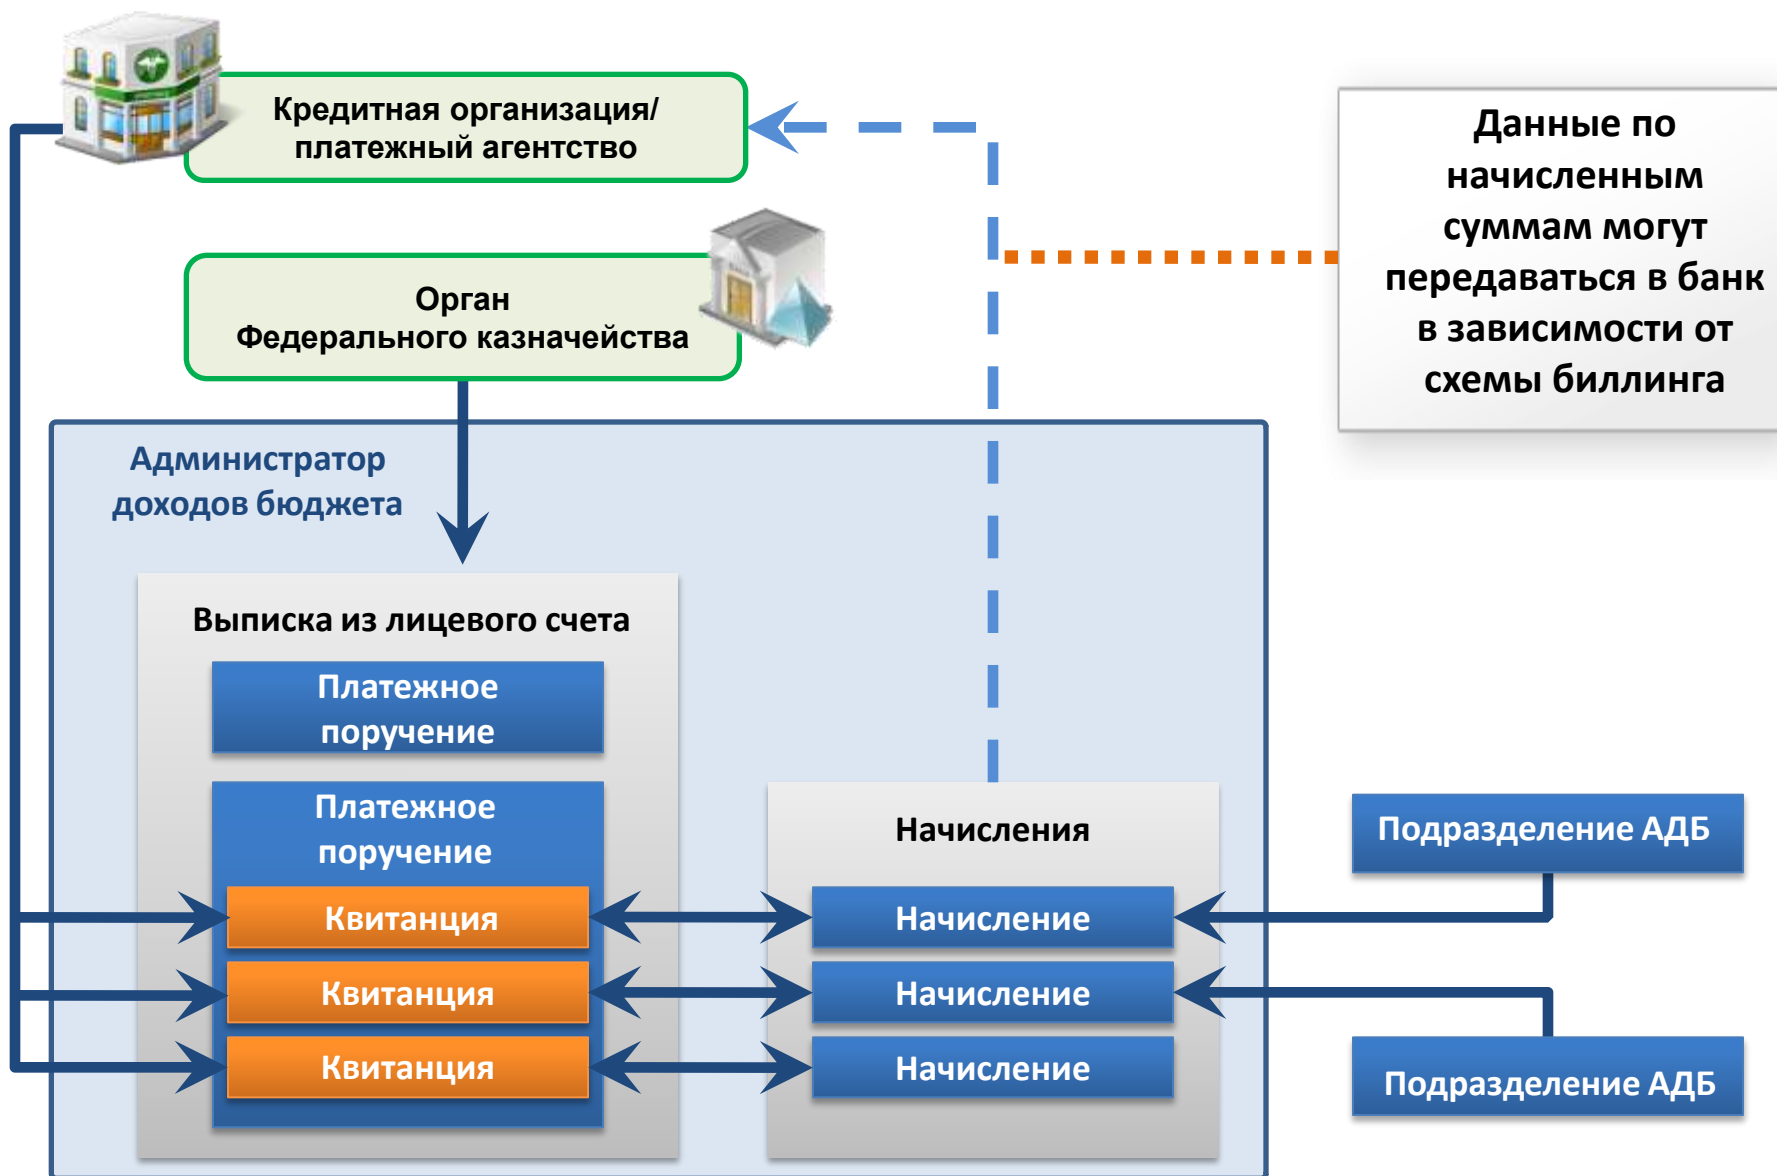 Кредитная организация/
платежный агентство
Данные по
начисленным
суммам могут
передаваться в банк
в зависимости от
схемы биллинга
Орган
Федерального казначейства
Администратор
доходов бюджета
Выписка из лицевого счета
Платежное
поручение
Платежное
поручение
Начисления
Подразделение АДБ
Квитанция
Начисление
Квитанция
Начисление
Квитанция
Начисление
Подразделение АДБ